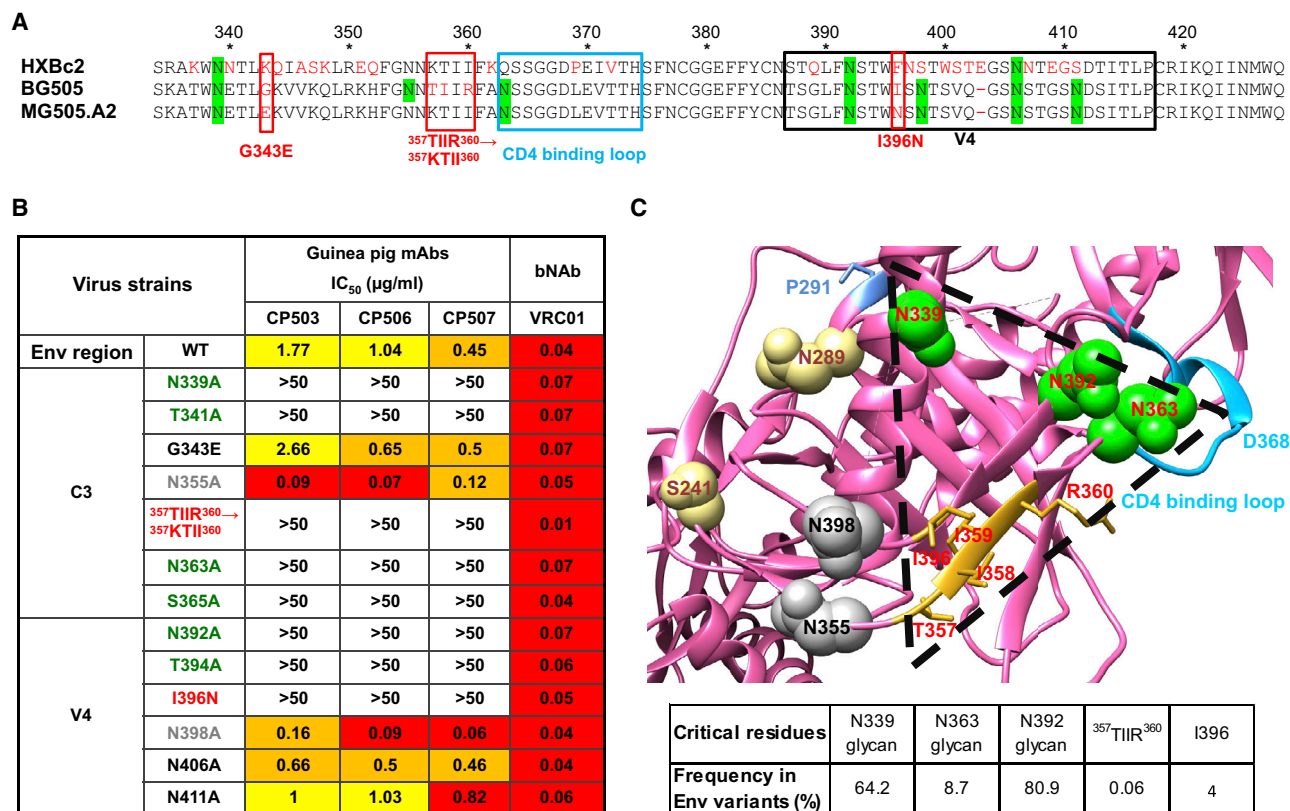 A
340 350 360 370 380 390 400 410 420
* * * * * * * * *
HXBc2 SRAKWNNTLKQIASKLREQFGNNKTIIFKQSSGGDPEIVTHSFNCGGEFFYCNSTQLFNSTWFNSTWSTEGSNNTEGSDTITLPCRIKQIINMWQ
BG505 SKATWNETLGKVVKQLRKHFGNNTIIRFANSSGGDLEVTTHSFNCGGEFFYCNTSGLFNSTWISNTSVQ-GSNSTGSNDSITLPCRIKQIINMWQ
MG505.A2 SKATWNETLEKVVKQLRKHFGNNKTIIFANSSGGDLEVTTHSFNCGGEFFYCNTSGLFNSTWNSNTSVQ-GSNSTGSNDSITLPCRIKQIINMWQ
G343E
357TIIR360→
357KTII360
CD4 binding loop
I396N
V4
B
Virus strains Guinea pig mAbs IC50 (µg/ml) bNAb
CP503 CP506 CP507 VRC01
Env region WT 1.77 1.04 0.45 0.04
C3
N339A >50 >50 >50 0.07
T341A >50 >50 >50 0.07
G343E 2.66 0.65 0.5 0.07
N355A 0.09 0.07 0.12 0.05
357TIIR360→
357KTII360 >50 >50 >50 0.01
N363A >50 >50 >50 0.07
S365A >50 >50 >50 0.04
V4
N392A >50 >50 >50 0.07
T394A >50 >50 >50 0.06
I396N >50 >50 >50 0.05
N398A 0.16 0.09 0.06 0.04
N406A 0.66 0.5 0.46 0.04
N411A 1 1.03 0.82 0.06
C
P291
N339
N289
N392
N363
D368
S241
R360
CD4 binding loop
N398
I359
I396
I358
N355
T357
Critical residues N339 glycan N363 glycan N392 glycan 357TIIR360 I396
Frequency in Env variants (%) 64.2 8.7 80.9 0.06 4